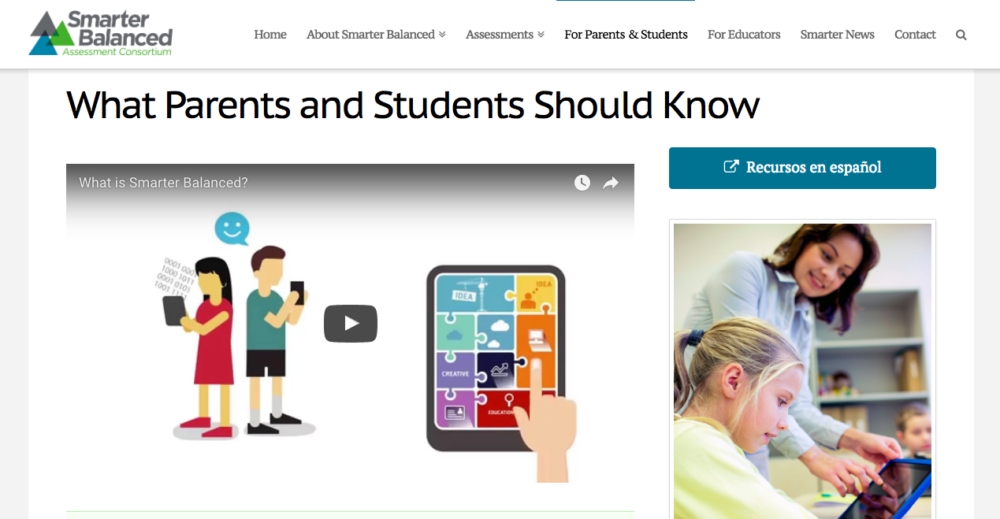 Smarter
Balanced
Assessment Consortium
Home About Smarter Balanced Assessments For Parents & Students For Educators Smarter News Contact
What Parents and Students Should Know
Recursos en español
What is Smarter Balanced?
0001 0001
1000 1011
0001 0101
1001 1111
IDEA
IDEA
CREATIVE
EDUCATION